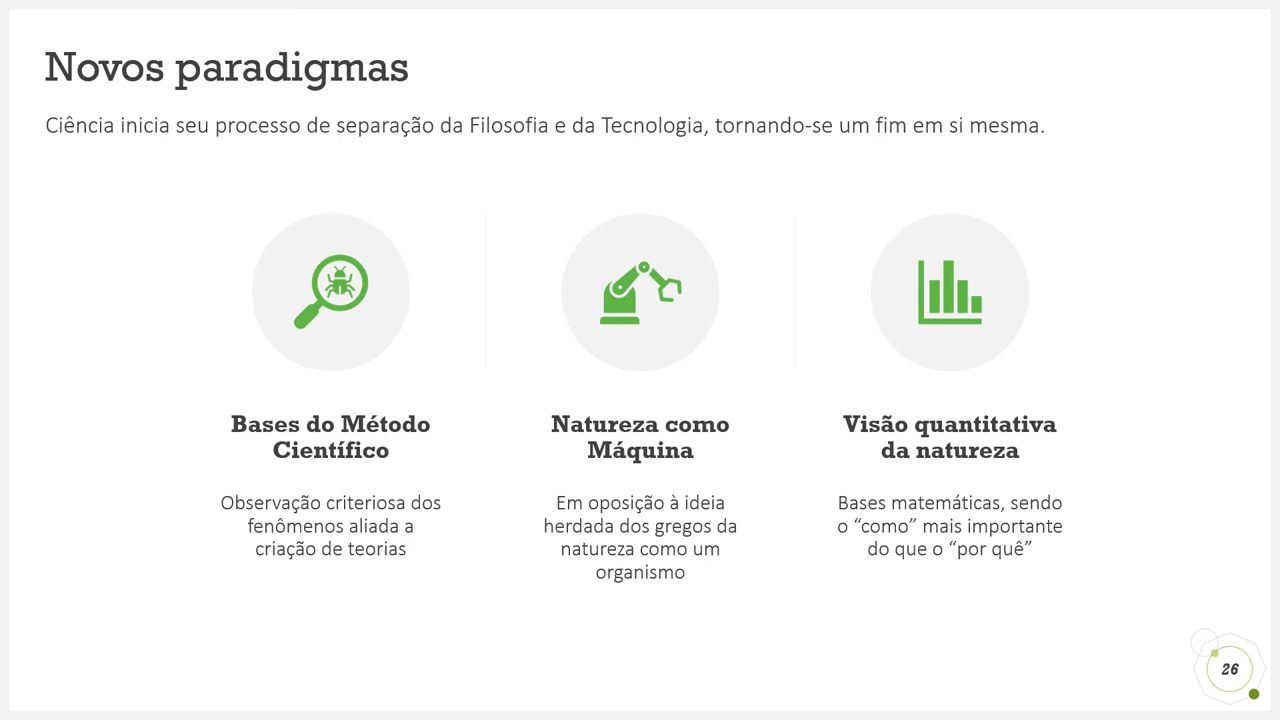 Novos paradigmas
Ciência inicia seu processo de separação da Filosofia e da Tecnologia, tornando-se um fim em si mesma.
Bases do Método
Científico
Observação criteriosa dos
fenômenos aliada a
criação de teorias
Natureza como
Máquina
Em oposição à ideia
herdada dos gregos da
natureza como um
organismo
Visão quantitativa
da natureza
Bases matemáticas, sendo
o “como” mais importante
do que o “por quê”
26